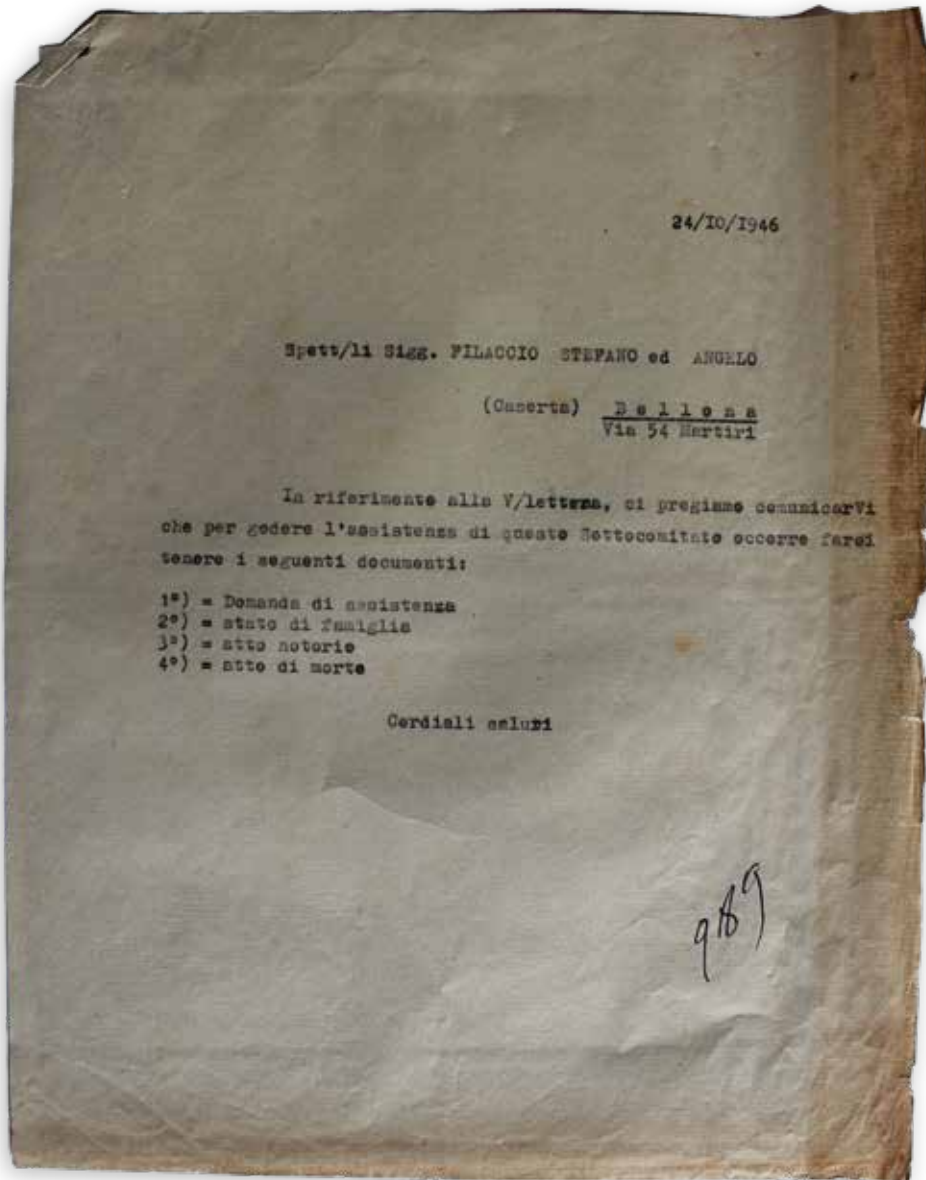 24/IO/1946
Spett/li Sigg. FILACCIO STEFANO ed ANGELO
(Caserta) B e l l o n a
Via 54 Martiri
In riferimento alla V/lettera, ci pregiamo comunicarVi
che per godere l'assistenza di questo Sottocomitato occorre farci
tenere i seguenti documenti:
1°) = Domanda di assistenza
2°) = stato di famiglia
3°) = atto notorio
4°) = atto di morte
Cordiali
989